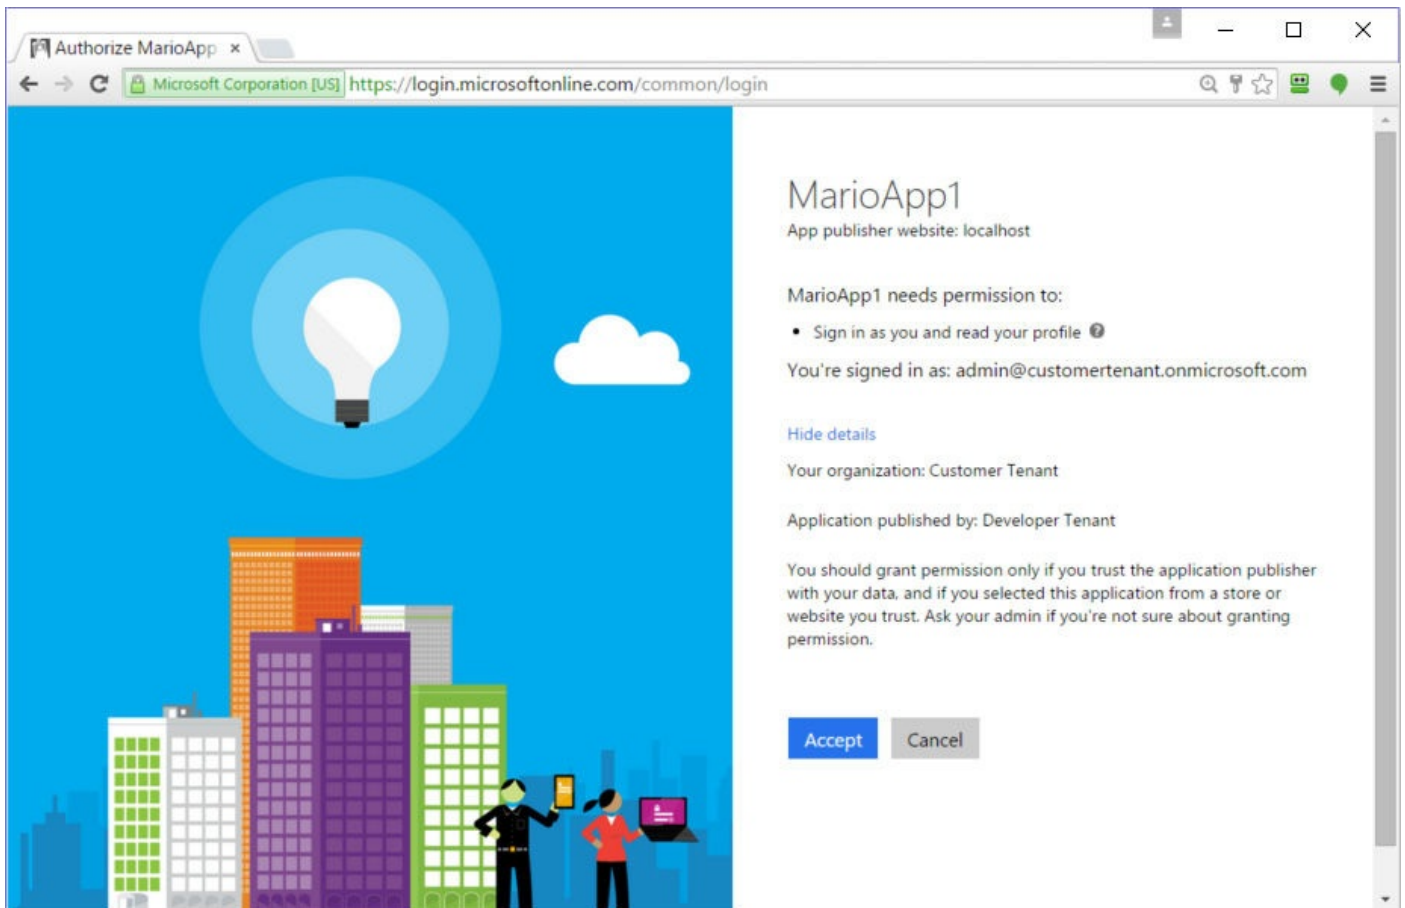 Authorize MarioApp
Microsoft Corporation [US] https://login.microsoftonline.com/common/login
MarioApp1
App publisher website: localhost
MarioApp1 needs permission to:
• Sign in as you and read your profile ?
You're signed in as: admin@customertenant.onmicrosoft.com
Hide details
Your organization: Customer Tenant
Application published by: Developer Tenant
You should grant permission only if you trust the application publisher
with your data, and if you selected this application from a store or
website you trust. Ask your admin if you're not sure about granting
permission.
Accept Cancel